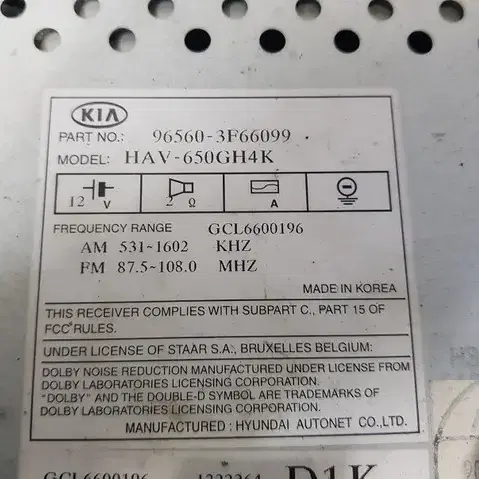 KIA
PART NO.: 96560-3F66099
MODEL: HAV-650GH4K
12 V 2 Ω A
FREQUENCY RANGE GCL6600196
AM 531~1602 KHZ
FM 87.5~108.0 MHZ
MADE IN KOREA
THIS RECEIVER COMPLIES WITH SUBPART C., PART 15 OF
FCC RULES.
UNDER LICENSE OF STAAR S.A., BRUXELLES BELGIUM:
DOLBY NOISE REDUCTION MANUFACTURED UNDER LICENSE FROM
DOLBY LABORATORIES LICENSING CORPORATION.
"DOLBY" AND THE DOUBLE-D SYMBOL ARE TRADEMARKS OF
DOLBY LABORATORIES LICENSING CORPORATION.
MANUFACTURED : HYUNDAI AUTONET CO.,LTD.
GCL6600196 1222264 D1K